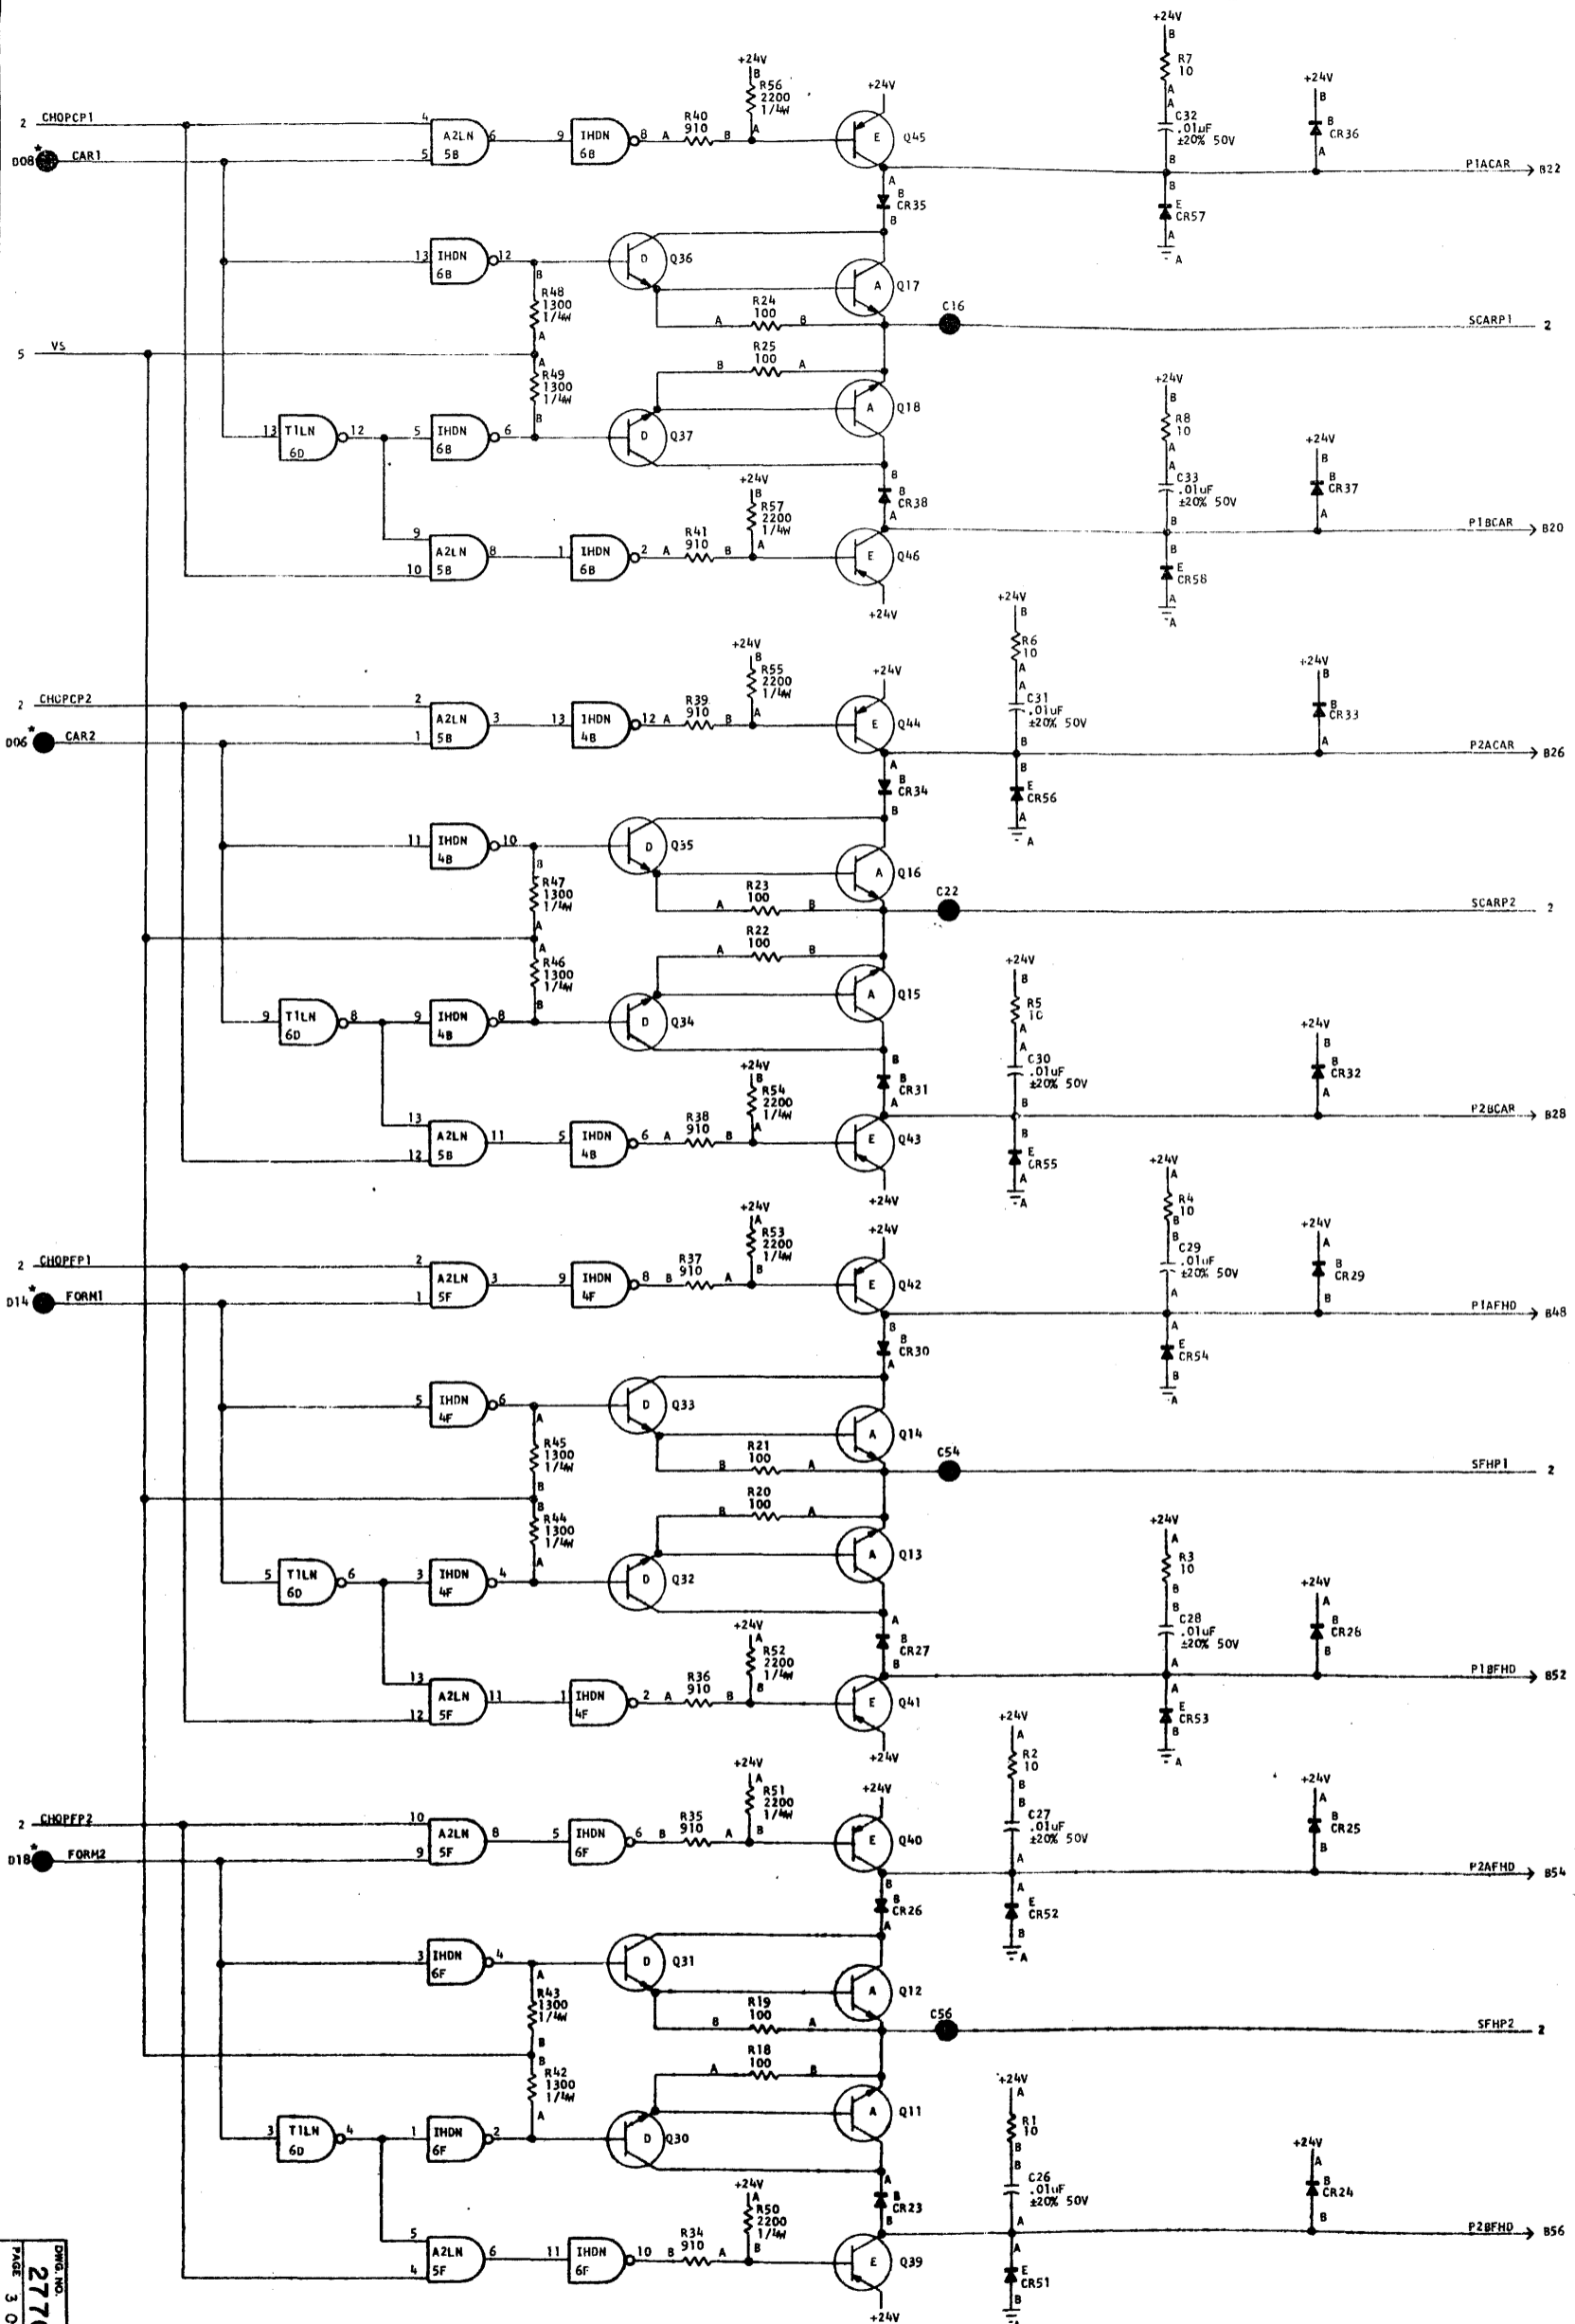 +24V
B
R7
10
A
A
C32
.01uF
±20% 50V
B
+24V
B
B
CR36
A
+24V
B
R56
2200
1/4W
A
+24V
2 CHOPCP1
4
A2LN
5B
6
9
IHDN
6B
8
A
R40
910
B
E
Q45
D08* CAR1
5
P1ACAR
B22
A
B
CR35
B
B
E
CR57
A
A
13
IHDN
6B
12
D
Q36
A
Q17
B
R48
1300
1/4W
A
R24
100
A
B
C16
SCARP1 2
5 VS
A
R49
1300
1/4W
B
R25
100
B
A
A
Q18
13
T1LN
6D
12
5
IHDN
6B
6
D
Q37
+24V
B
R8
10
A
A
C33
.01uF
±20% 50V
B
+24V
B
B
CR37
A
+24V
B
R57
2200
1/4W
A
B
B
CR38
A
P1BCAR
B20
9
A2LN
5B
8
10
1
IHDN
6B
2
A
R41
910
B
E
Q46
+24V
B
E
CR58
A
A
+24V
B
R6
10
A
A
C31
.01uF
±20% 50V
B
+24V
B
B
CR33
A
+24V
B
R55
2200
1/4W
A
+24V
2 CHOPCP2
2
A2LN
5B
3
13
IHDN
4B
12
A
R39
910
B
E
Q44
D06* CAR2
1
P2ACAR
B26
A
B
CR34
B
B
E
CR56
A
A
11
IHDN
4B
10
D
Q35
A
Q16
B
R47
1300
1/4W
A
R23
100
A
B
C22
SCARP2 2
A
R46
1300
1/4W
B
R22
100
A
B
A
Q15
9
T1LN
6D
8
9
IHDN
4B
8
D
Q34
+24V
B
R5
10
A
A
C30
.01uF
±20% 50V
B
+24V
B
B
CR32
A
+24V
B
R54
2200
1/4W
A
B
B
CR31
A
P2BCAR
B28
13
A2LN
5B
11
12
5
IHDN
4B
6
A
R38
910
B
E
Q43
+24V
B
E
CR55
A
A
+24V
A
R4
10
B
B
C29
.01uF
±20% 50V
A
+24V
A
B
CR29
B
+24V
A
R53
2200
1/4W
B
+24V
2 CHOPFP1
2
A2LN
5F
3
9
IHDN
4F
8
B
R37
910
A
E
Q42
D14* FORM1
1
P1AFHD
B48
B
B
CR30
A
A
E
CR54
B
A
5
IHDN
4F
6
D
Q33
A
Q14
A
R45
1300
1/4W
B
R21
100
B
A
C54
SFHP1 2
B
R44
1300
1/4W
A
R20
100
B
A
A
Q13
5
T1LN
6D
6
3
IHDN
4F
4
D
Q32
+24V
A
R3
10
B
B
C28
.01uF
±20% 50V
A
+24V
A
B
CR28
B
+24V
A
R52
2200
1/4W
B
A
B
CR27
B
P1BFHD
B52
13
A2LN
5F
11
12
1
IHDN
4F
2
A
R36
910
B
E
Q41
+24V
A
E
CR53
B
A
+24V
A
R2
10
B
B
C27
.01uF
±20% 50V
A
+24V
A
B
CR25
B
+24V
A
R51
2200
1/4W
B
+24V
2 CHOPFP2
10
A2LN
5F
8
5
IHDN
6F
6
B
R35
910
A
E
Q40
D18* FORM2
9
P2AFHD
B54
B
B
CR26
A
A
E
CR52
B
A
3
IHDN
6F
4
D
Q31
A
Q12
A
R43
1300
1/4W
B
R19
100
B
A
C56
SFHP2 2
B
R42
1300
1/4W
A
R18
100
A
B
A
Q11
3
T1LN
6D
4
1
IHDN
6F
2
D
Q30
+24V
A
R1
10
B
B
C26
.01uF
±20% 50V
A
+24V
A
B
CR24
B
+24V
A
R50
2200
1/4W
B
A
B
CR23
B
P2BFHD
B56
5
A2LN
5F
6
4
11
IHDN
6F
10
B
R34
910
A
E
Q39
+24V
A
E
CR51
B
A
DWG. NO.
PAGE 3